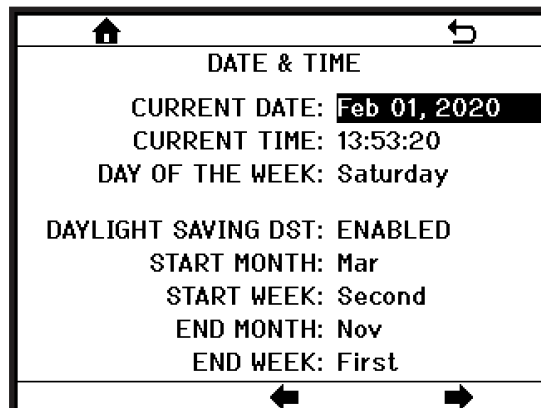 DATE & TIME
CURRENT DATE: Feb 01, 2020
CURRENT TIME: 13:53:20
DAY OF THE WEEK: Saturday
DAYLIGHT SAVING DST: ENABLED
START MONTH: Mar
START WEEK: Second
END MONTH: Nov
END WEEK: First